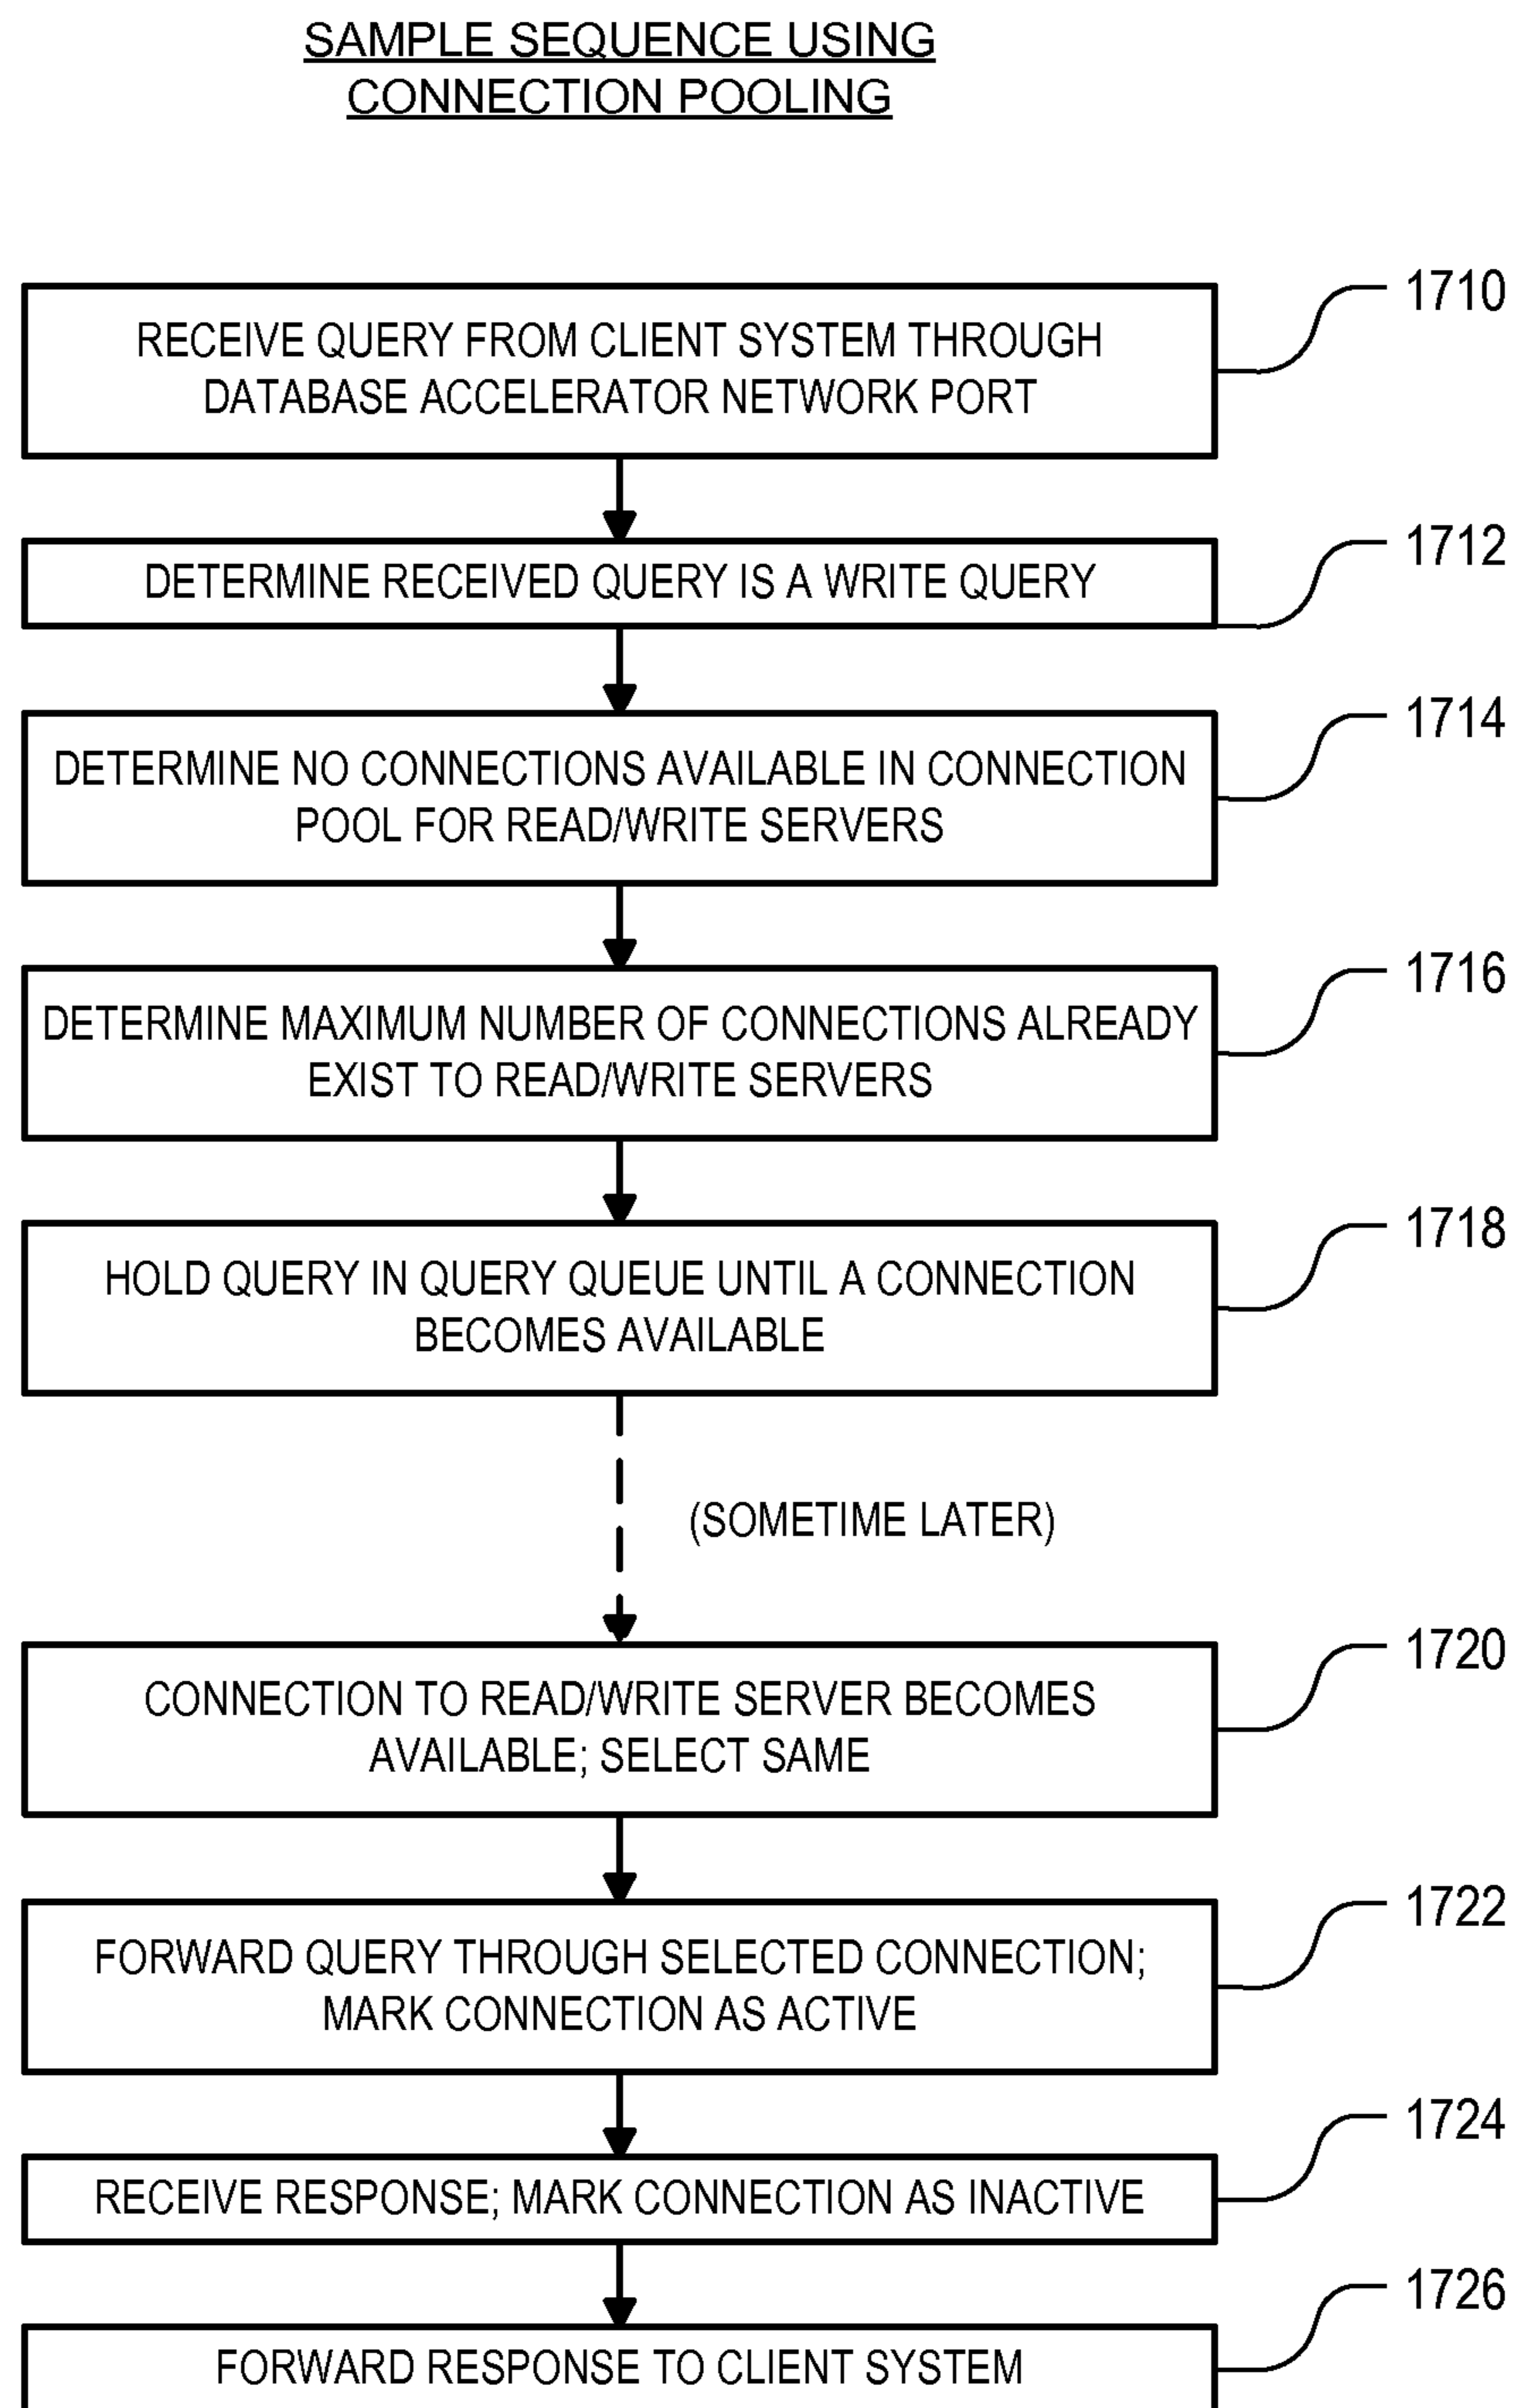 SAMPLE SEQUENCE USING
CONNECTION POOLING
1710
RECEIVE QUERY FROM CLIENT SYSTEM THROUGH
DATABASE ACCELERATOR NETWORK PORT
1712
DETERMINE RECEIVED QUERY IS A WRITE QUERY
1714
DETERMINE NO CONNECTIONS AVAILABLE IN CONNECTION
POOL FOR READ/WRITE SERVERS
1716
DETERMINE MAXIMUM NUMBER OF CONNECTIONS ALREADY
EXIST TO READ/WRITE SERVERS
1718
HOLD QUERY IN QUERY QUEUE UNTIL A CONNECTION
BECOMES AVAILABLE
(SOMETIME LATER)
1720
CONNECTION TO READ/WRITE SERVER BECOMES
AVAILABLE; SELECT SAME
1722
FORWARD QUERY THROUGH SELECTED CONNECTION;
MARK CONNECTION AS ACTIVE
1724
RECEIVE RESPONSE; MARK CONNECTION AS INACTIVE
1726
FORWARD RESPONSE TO CLIENT SYSTEM